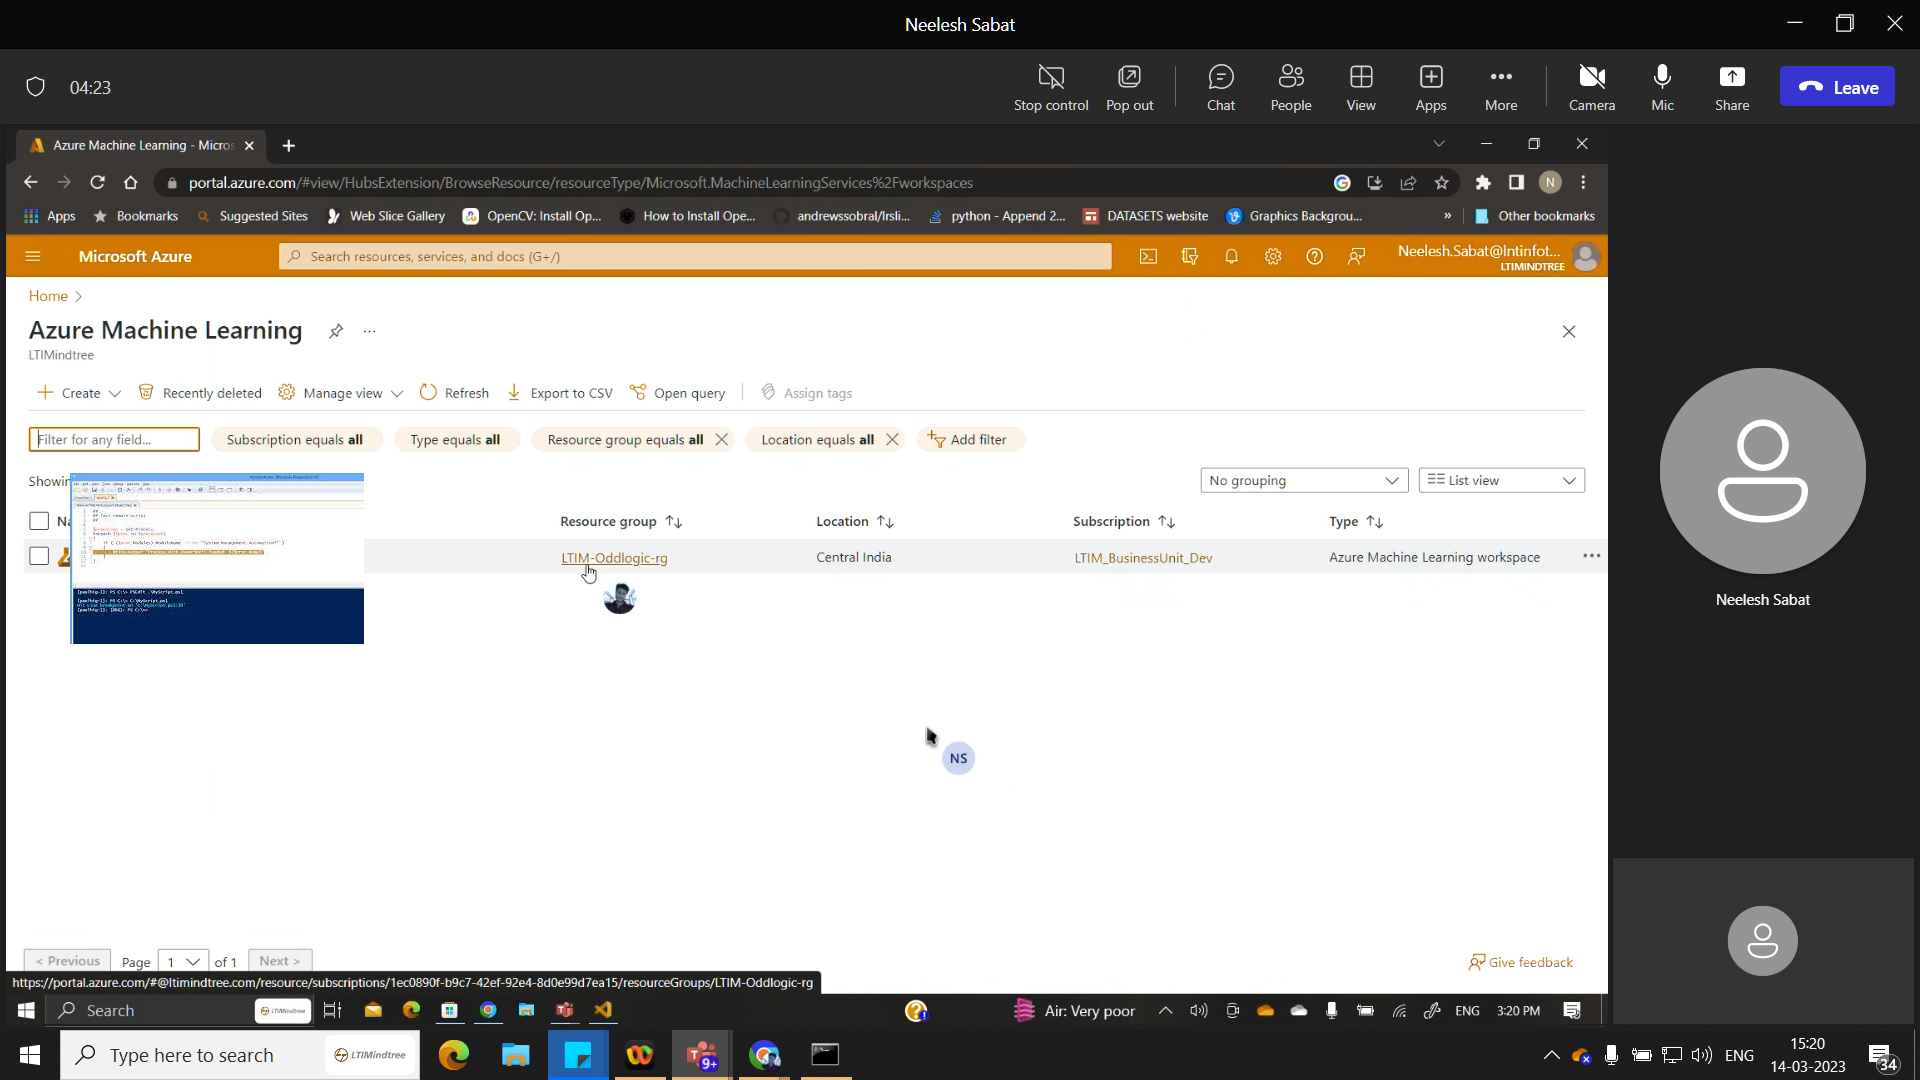 Neelesh Sabat
04:23
Stop control
Pop out
Chat
People
View
Apps
More
Camera
Mic
Share
Leave
Azure Machine Learning - Micros
portal.azure.com/#view/HubsExtension/BrowseResource/resourceType/Microsoft.MachineLearningServices%2Fworkspaces
N
Apps
Bookmarks
Suggested Sites
Web Slice Gallery
OpenCV: Install Op...
How to Install Ope...
andrewssobral/lrsli...
python - Append 2...
DATASETS website
Graphics Backgrou...
»
Other bookmarks
Microsoft Azure
Search resources, services, and docs (G+/)
Neelesh.Sabat@lntinfot...
LTIMINDTREE
Home >
Azure Machine Learning
LTIMindtree
Create
Recently deleted
Manage view
Refresh
Export to CSV
Open query
Assign tags
Filter for any field...
Subscription equals all
Type equals all
Resource group equals all
Location equals all
Add filter
Showin
No grouping
List view
Na
Resource group
Location
Subscription
Type
LTIM-Oddlogic-rg
Central India
LTIM_BusinessUnit_Dev
Azure Machine Learning workspace
NS
Neelesh Sabat
< Previous
Page
1
of 1
Next >
Give feedback
https://portal.azure.com/#@ltimindtree.com/resource/subscriptions/1ec0890f-b9c7-42ef-92e4-8d0e99d7ea15/resourceGroups/LTIM-Oddlogic-rg
Search
LTIMindtree
Air: Very poor
ENG
3:20 PM
Type here to search
LTIMindtree
9+
ENG
15:20
14-03-2023
34